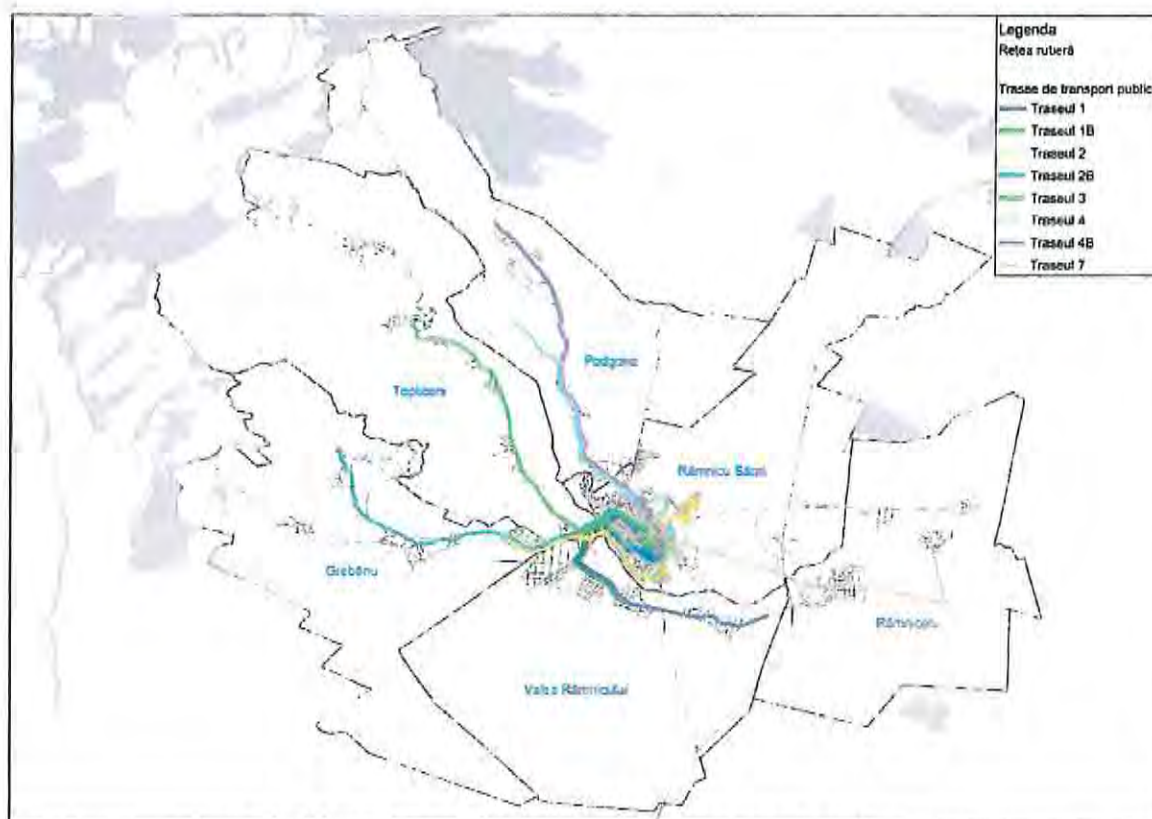 Legenda
Rețea rutieră
Trasee de transport public
Traseul 1
Traseul 1B
Traseul 2
Traseul 2B
Traseul 3
Traseul 4
Traseul 4B
Traseul 7
Podgoria
Topliceni
Râmnicu Sărat
Grebănu
Râmnicelu
Valea Râmnicului